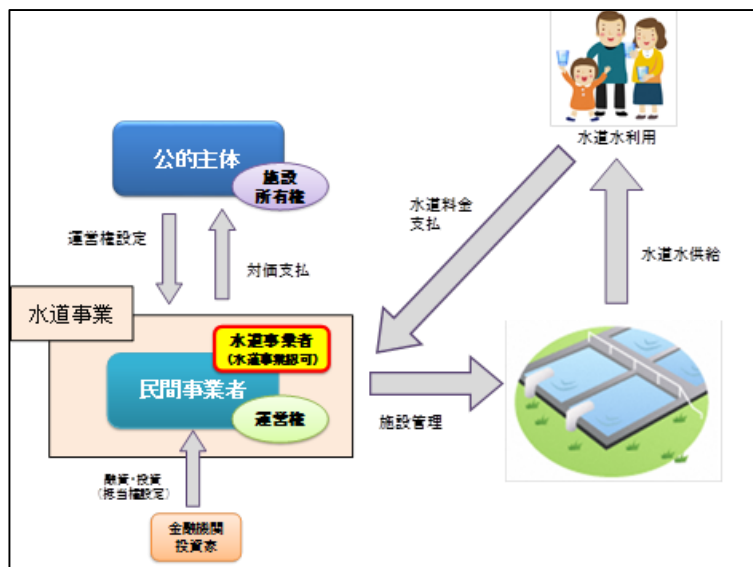 公的主体
施設
所有権
水道水利用
運営権設定
対価支払
水道料金
支払
水道水供給
水道事業
水道事業者
(水道事業認可)
民間事業者
運営権
施設管理
融資・投資
(抵当権設定)
金融機関
投資家